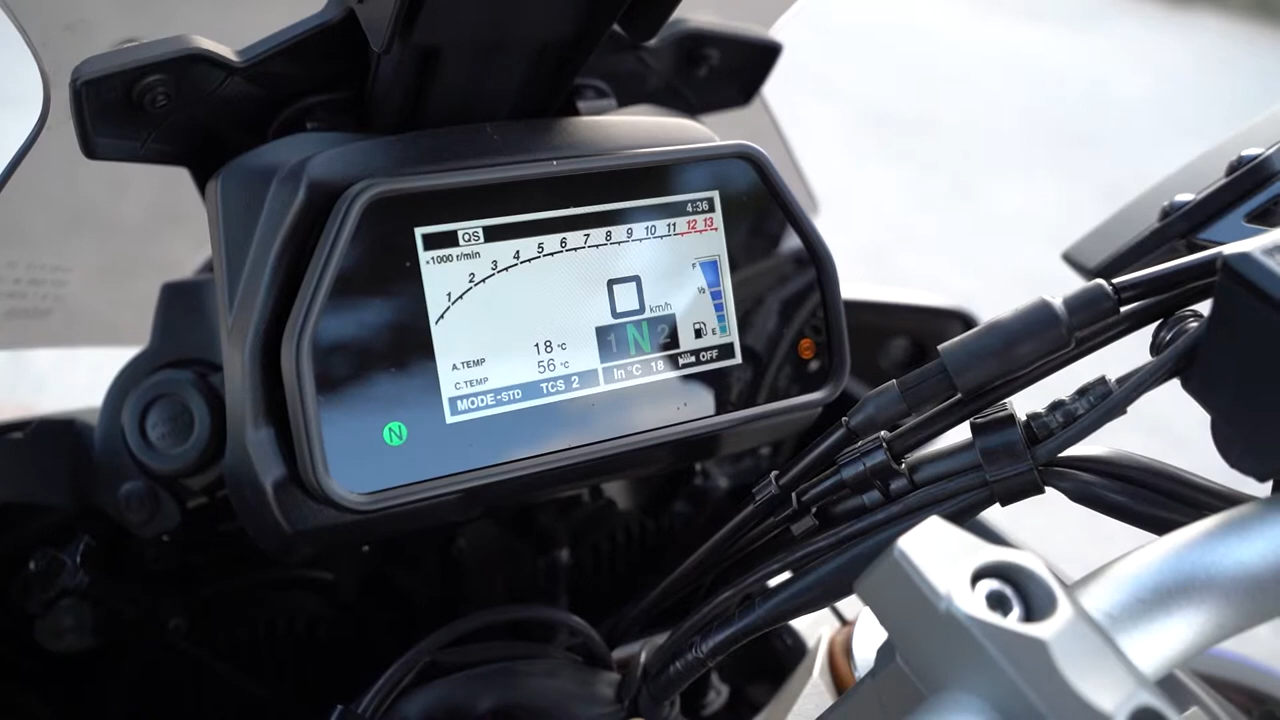 4:36
QS
×1000 r/min
1 2 3 4 5 6 7 8 9 10 11 12 13
F
1/2
E
0 km/h
1 N 2
A.TEMP 18 °C
C.TEMP 56 °C
MODE-STD TCS 2
In °C 18
OFF
N